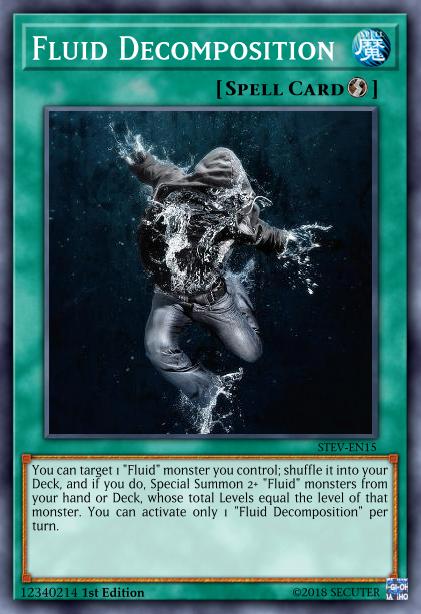 Fluid Decomposition
魔
[Spell Card]
STEV-EN15
You can target 1 "Fluid" monster you control; shuffle it into your
Deck, and if you do, Special Summon 2+ "Fluid" monsters from
your hand or Deck, whose total Levels equal the level of that
monster. You can activate only 1 "Fluid Decomposition" per
turn.
12340214 1st Edition
©2018 SECUTER